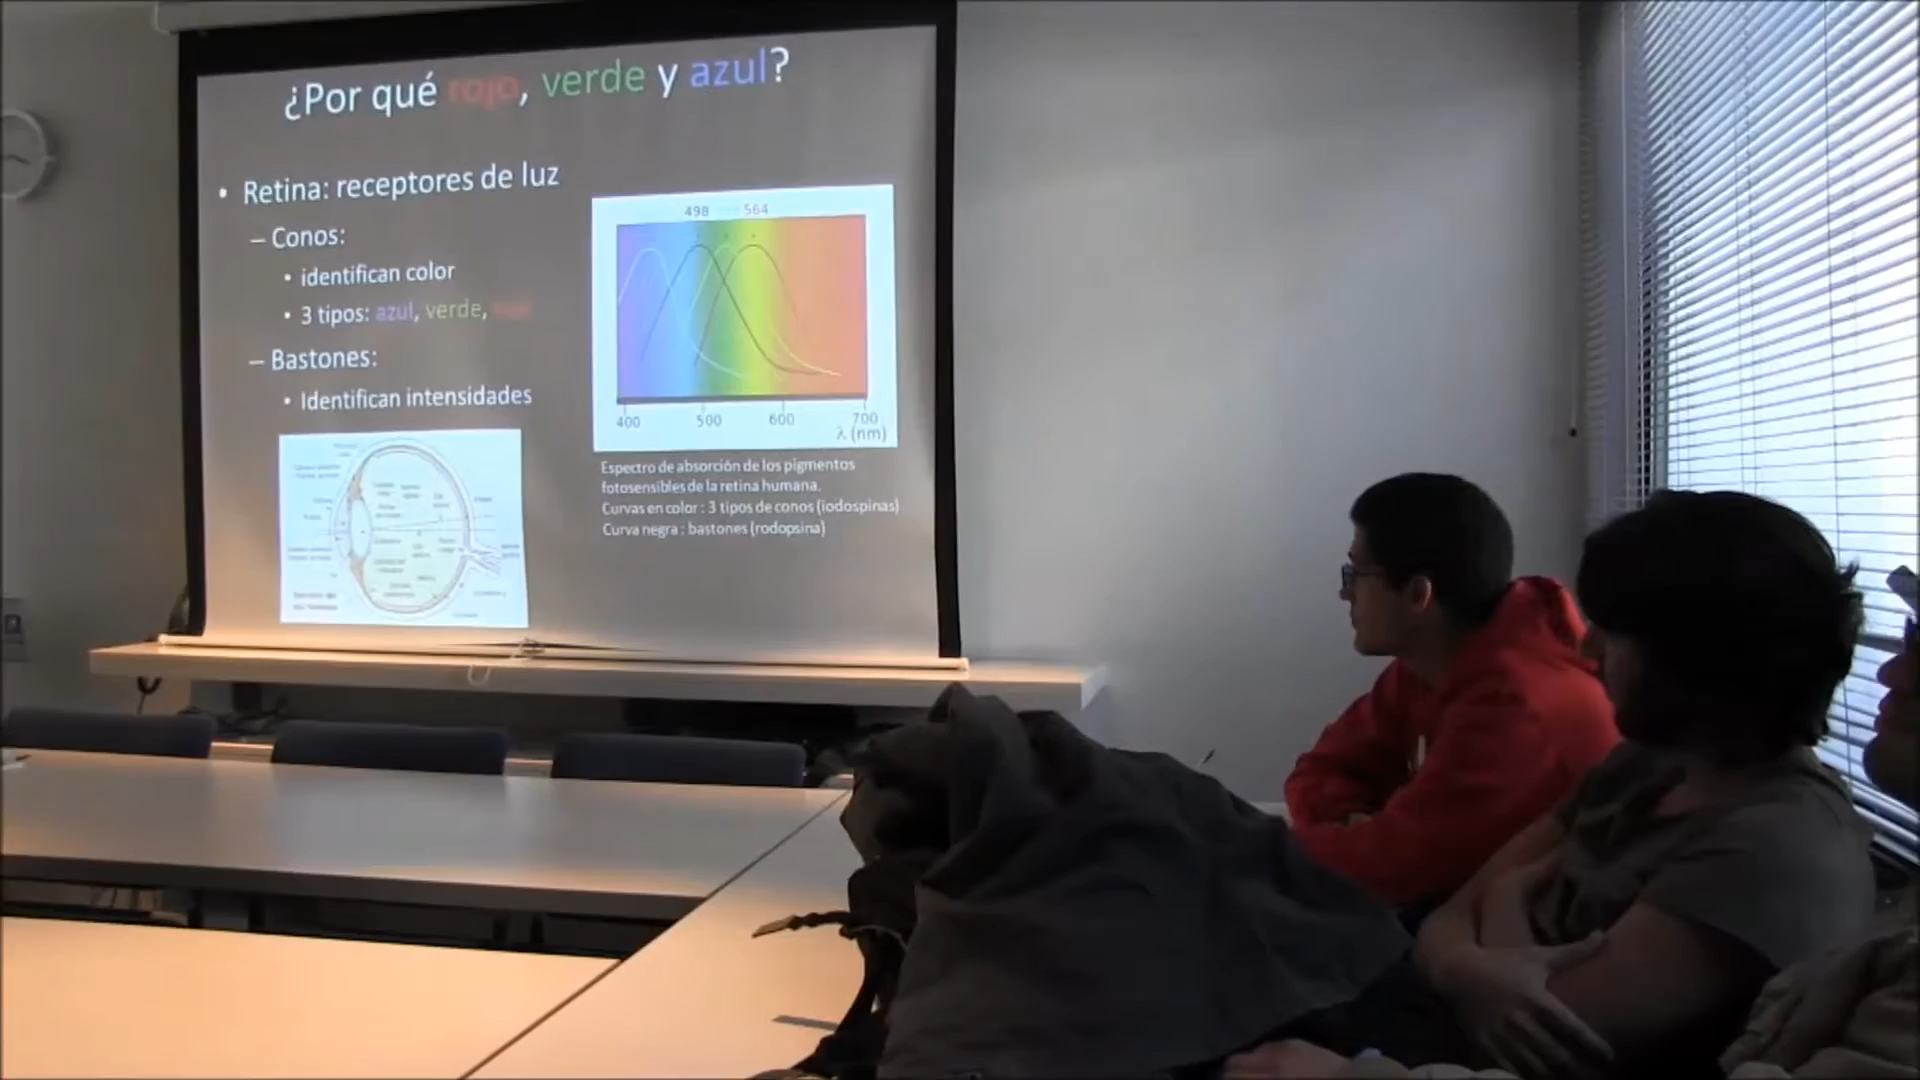 ¿Por qué rojo, verde y azul?
• Retina: receptores de luz
– Conos:
• identifican color
• 3 tipos: azul, verde,
– Bastones:
• Identifican intensidades
498 564
400 500 600 700
λ (nm)
Espectro de absorción de los pigmentos
fotosensibles de la retina humana.
Curvas en color : 3 tipos de conos (iodospinas)
Curva negra : bastones (rodopsina)